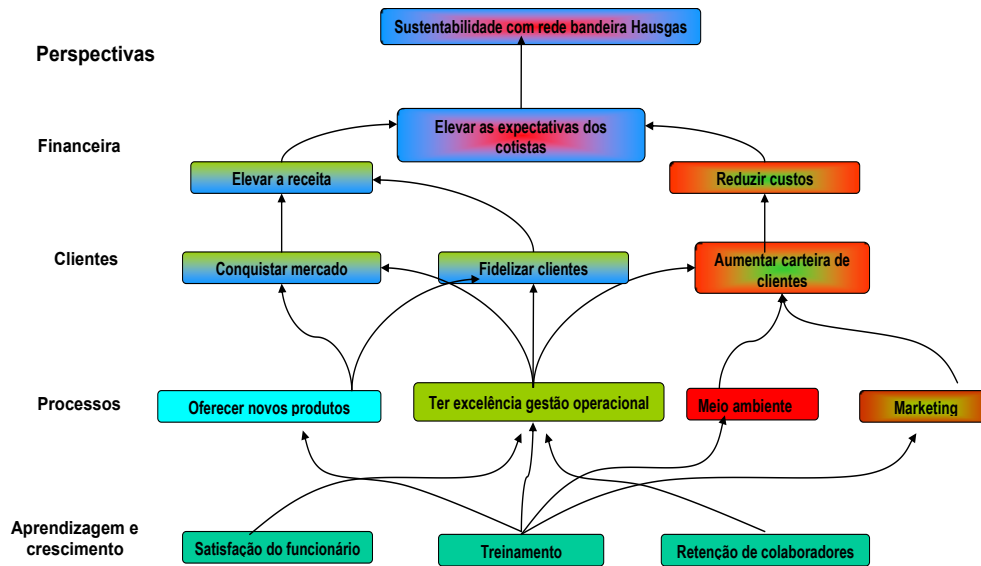 Sustentabilidade com rede bandeira Hausgas
Perspectivas
Elevar as expectativas dos
cotistas
Financeira
Elevar a receita
Reduzir custos
Clientes
Conquistar mercado
Fidelizar clientes
Aumentar carteira de
clientes
Processos
Oferecer novos produtos
Ter excelência gestão operacional
Meio ambiente
Marketing
Aprendizagem e
crescimento
Satisfação do funcionário
Treinamento
Retenção de colaboradores